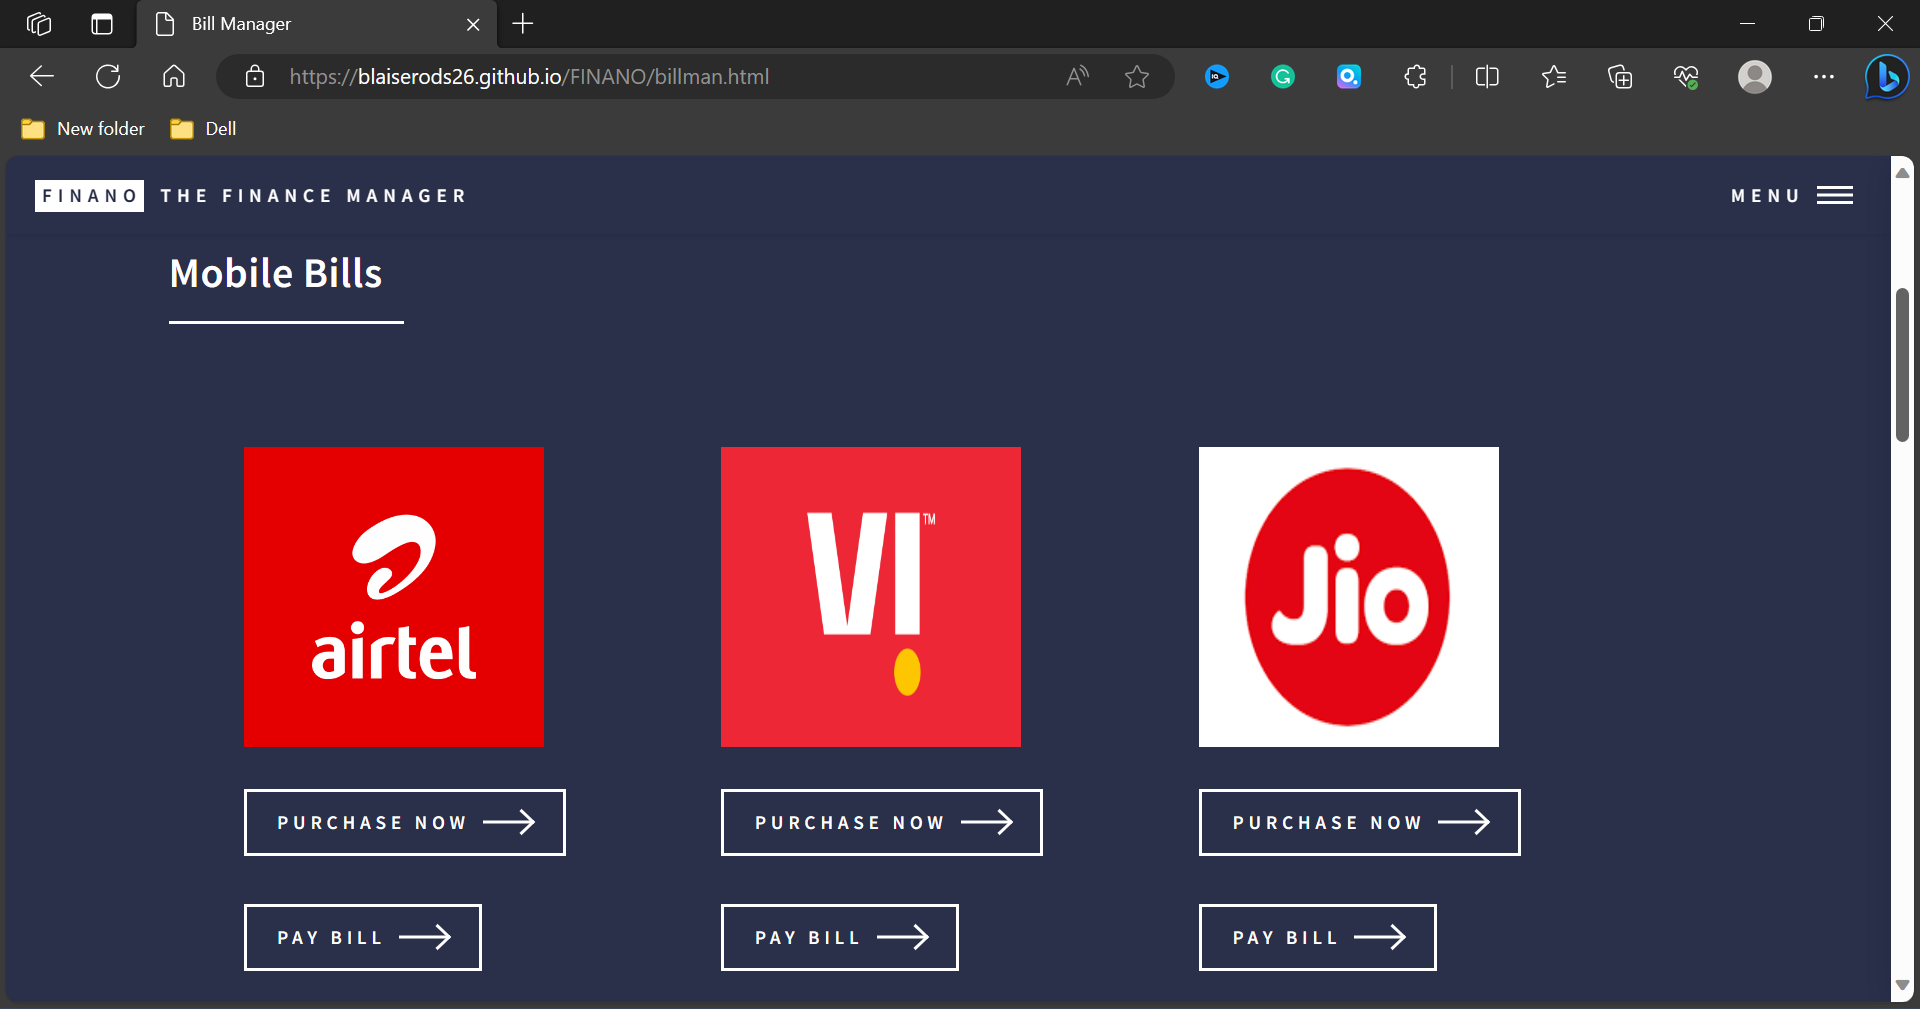 Bill Manager
https://blaiserods26.github.io/FINANO/billman.html
New folder
Dell
FINANO THE FINANCE MANAGER
MENU
Mobile Bills
airtel
VI™
Jio
PURCHASE NOW
PURCHASE NOW
PURCHASE NOW
PAY BILL
PAY BILL
PAY BILL